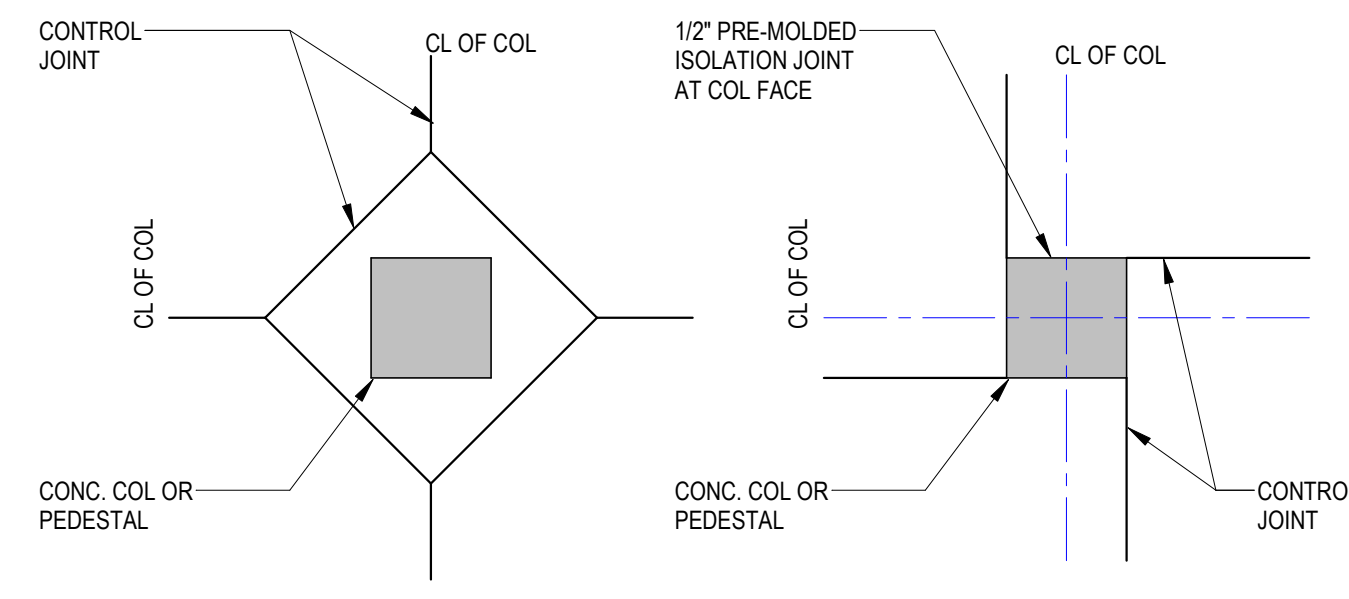 CONTROL
JOINT
CL OF COL
CL OF COL
CONC. COL OR
PEDESTAL
1/2" PRE-MOLDED
ISOLATION JOINT
AT COL FACE
CL OF COL
CL OF COL
CONC. COL OR
PEDESTAL
CONTRO
JOINT